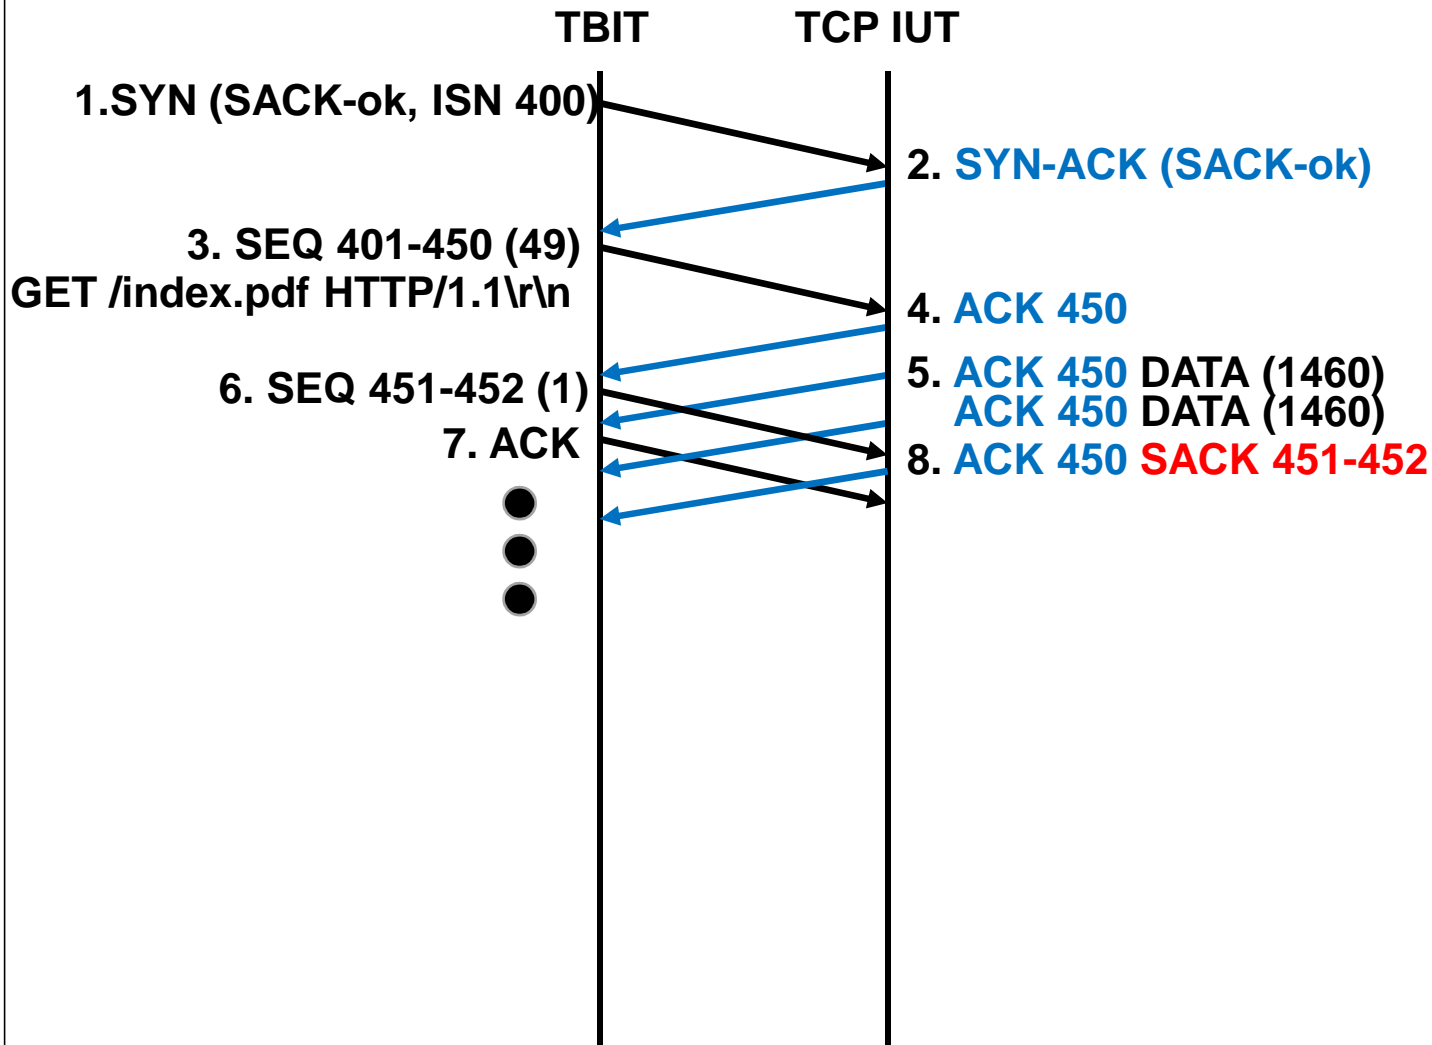 TBIT TCP IUT
1.SYN (SACK-ok, ISN 400)
2. SYN-ACK (SACK-ok)
3. SEQ 401-450 (49)
GET /index.pdf HTTP/1.1\r\n
4. ACK 450
5. ACK 450 DATA (1460)
6. SEQ 451-452 (1)
ACK 450 DATA (1460)
7. ACK
8. ACK 450 SACK 451-452